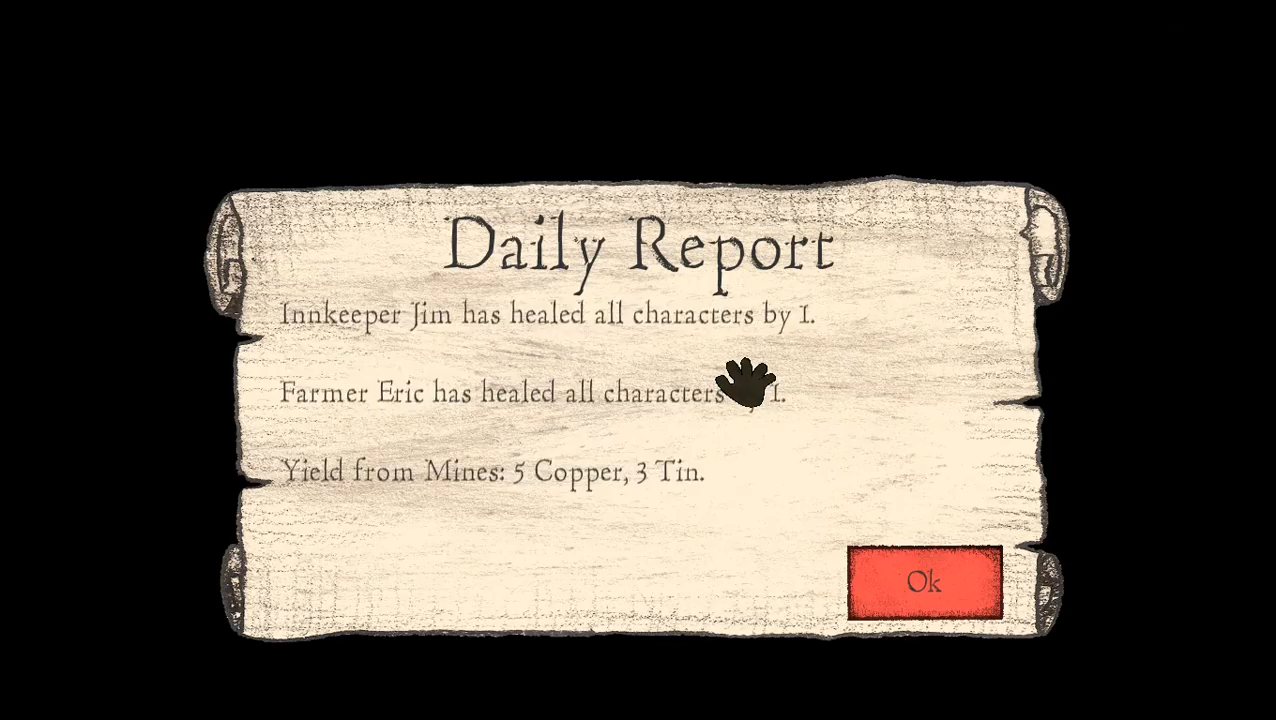 Daily Report
Innkeeper Jim has healed all characters by 1.
Farmer Eric has healed all characters 1.
Yield from Mines: 5 Copper, 3 Tin.
Ok